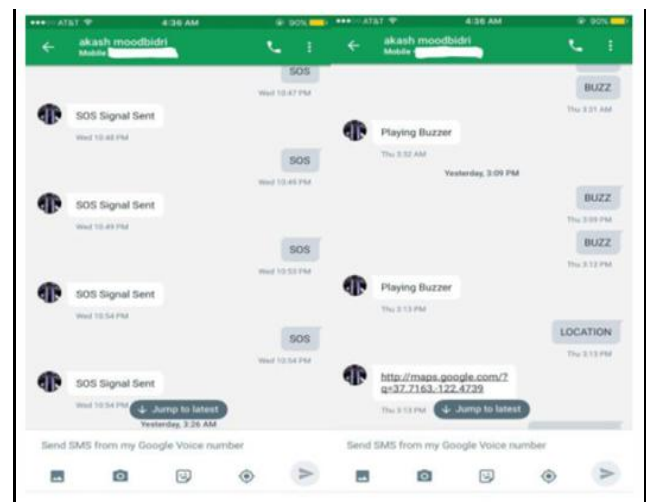 AT&T 4:36 AM 90%
akash moodbidri
Mobile
SOS
Wed 10:47 PM
SOS Signal Sent
Wed 10:48 PM
SOS
Wed 10:49 PM
SOS Signal Sent
Wed 10:49 PM
SOS
Wed 10:53 PM
SOS Signal Sent
Wed 10:54 PM
SOS
Wed 10:54 PM
SOS Signal Sent
Wed 10:54 PM
Jump to latest
Yesterday, 3:26 AM
Send SMS from my Google Voice number
AT&T 4:36 AM 90%
akash moodbidri
Mobile
BUZZ
Thu 3:31 AM
Playing Buzzer
Thu 3:32 AM
Yesterday, 3:09 PM
BUZZ
Thu 3:09 PM
BUZZ
Thu 3:12 PM
Playing Buzzer
Thu 3:13 PM
LOCATION
Thu 3:13 PM
http://maps.google.com/?
q=37.7163,-122.4739
Thu 3:13 PM
Jump to latest
Send SMS from my Google Voice number